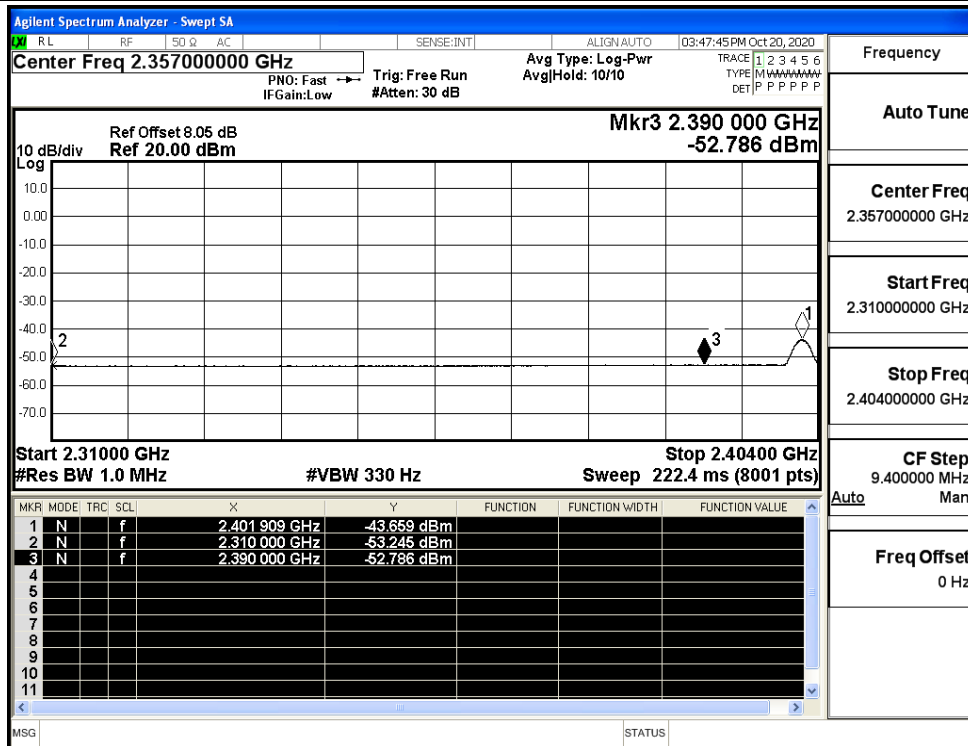 Agilent Spectrum Analyzer - Swept SA
LXI RL RF 50 Ω AC SENSE:INT ALIGNAUTO 03:47:45 PM Oct 20, 2020
Center Freq 2.357000000 GHz
PNO: Fast
IFGain:Low
Trig: Free Run
#Atten: 30 dB
Avg Type: Log-Pwr
Avg|Hold: 10/10
TRACE 1 2 3 4 5 6
TYPE M WWWWW
DET P P P P P P
Ref Offset 8.05 dB
10 dB/div Ref 20.00 dBm
Log
Mkr3 2.390 000 GHz
-52.786 dBm
10.0
0.00
-10.0
-20.0
-30.0
-40.0
-50.0
-60.0
-70.0
2
3
1
Start 2.31000 GHz Stop 2.40400 GHz
#Res BW 1.0 MHz #VBW 330 Hz Sweep 222.4 ms (8001 pts)
MKR MODE TRC SCL X Y FUNCTION FUNCTION WIDTH FUNCTION VALUE
1 N f 2.401 909 GHz -43.659 dBm
2 N f 2.310 000 GHz -53.245 dBm
3 N f 2.390 000 GHz -52.786 dBm
4
5
6
7
8
9
10
11
MSG STATUS
Frequency
Auto Tune
Center Freq
2.357000000 GHz
Start Freq
2.310000000 GHz
Stop Freq
2.404000000 GHz
CF Step
9.400000 MHz
Auto Man
Freq Offset
0 Hz